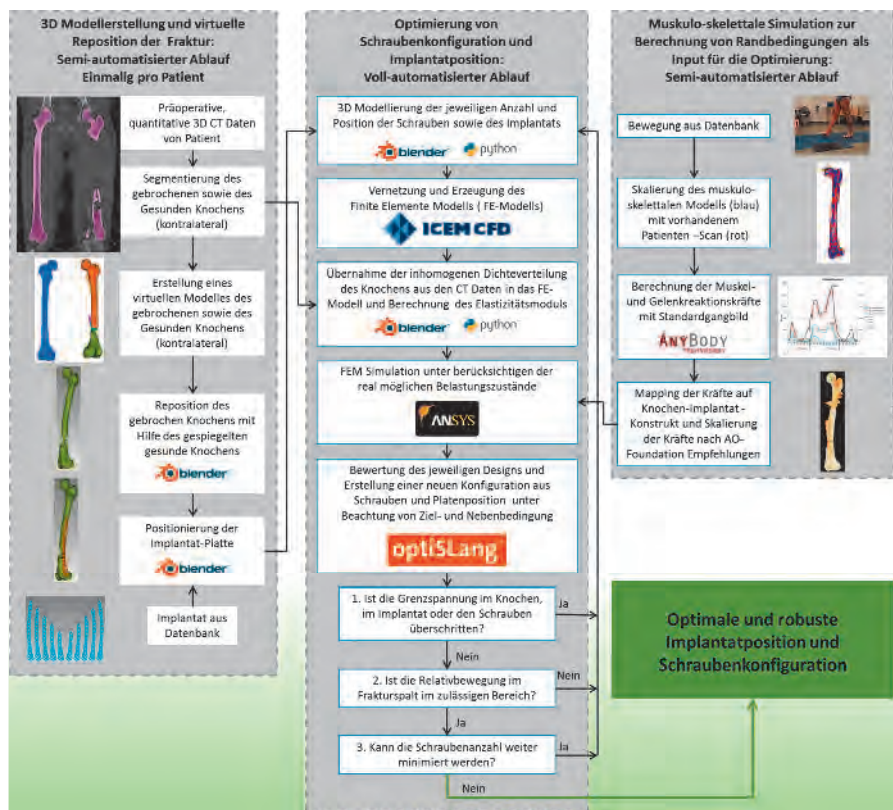 3D Modellerstellung und virtuelle
Reposition der Fraktur:
Semi-automatisierter Ablauf
Einmalig pro Patient
Präoperative,
quantitative 3D CT Daten
von Patient
Segmentierung des
gebrochenen sowie des
Gesunden Knochens
(kontralateral)
Erstellung eines
virtuellen Modelles des
gebrochenen sowie des
Gesunden Knochens
(kontralateral)
Reposition des
gebrochen Knochens mit
Hilfe des gespiegelten
gesunde Knochens
blender
Positionierung der
Implantat-Platte
blender
Implantat aus
Datenbank
Optimierung von
Schraubenkonfiguration und
Implantatposition:
Voll-automatisierter Ablauf
3D Modellierung der jeweiligen Anzahl und
Position der Schrauben sowie des Implantats
blender python
Vernetzung und Erzeugung des
Finite Elemente Modells ( FE-Modells)
ICEM CFD
Übernahme der inhomogenen Dichteverteilung
des Knochens aus den CT Daten in das FE-
Modell und Berechnung des Elastizitätsmoduls
blender python
FEM Simulation unter berücksichtigen der
real möglichen Belastungszustände
ANSYS
Bewertung des jeweiligen Designs und
Erstellung einer neuen Konfiguration aus
Schrauben und Platenposition unter
Beachtung von Ziel- und Nebenbedingung
optiSLang
1. Ist die Grenzspannung im Knochen,
im Implantat oder den Schrauben
überschritten?
Ja
Nein
2. Ist die Relativbewegung im
Frakturspalt im zulässigen Bereich?
Nein
Ja
3. Kann die Schraubenanzahl weiter
minimiert werden?
Ja
Nein
Muskulo-skelettale Simulation zur
Berechnung von Randbedingungen als
Input für die Optimierung:
Semi-automatisierter Ablauf
Bewegung aus Datenbank
Skalierung des muskulo-
skelettalen Modells (blau)
mit vorhandenem
Patienten –Scan (rot)
Berechnung der Muskel-
und Gelenkreaktionskräfte
mit Standardgangbild
ANYBODY
Mapping der Kräfte auf
Knochen-Implantat -
Konstrukt und Skalierung
der Kräfte nach AO-
Foundation Empfehlungen
Optimale und robuste
Implantatposition und
Schraubenkonfiguration